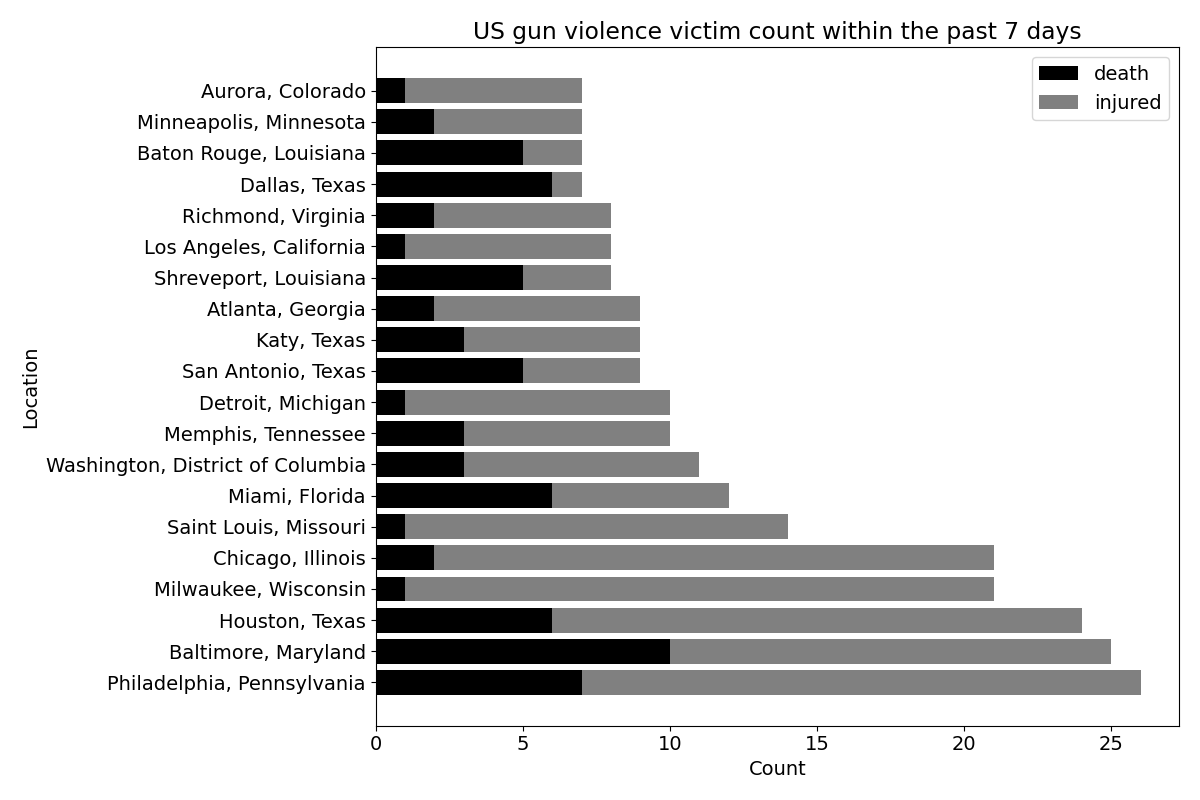 US gun violence victim count within the past 7 days
death
injured
Aurora, Colorado
Minneapolis, Minnesota
Baton Rouge, Louisiana
Dallas, Texas
Richmond, Virginia
Los Angeles, California
Shreveport, Louisiana
Atlanta, Georgia
Katy, Texas
San Antonio, Texas
Detroit, Michigan
Memphis, Tennessee
Washington, District of Columbia
Miami, Florida
Saint Louis, Missouri
Chicago, Illinois
Milwaukee, Wisconsin
Houston, Texas
Baltimore, Maryland
Philadelphia, Pennsylvania
Location
0 5 10 15 20 25
Count